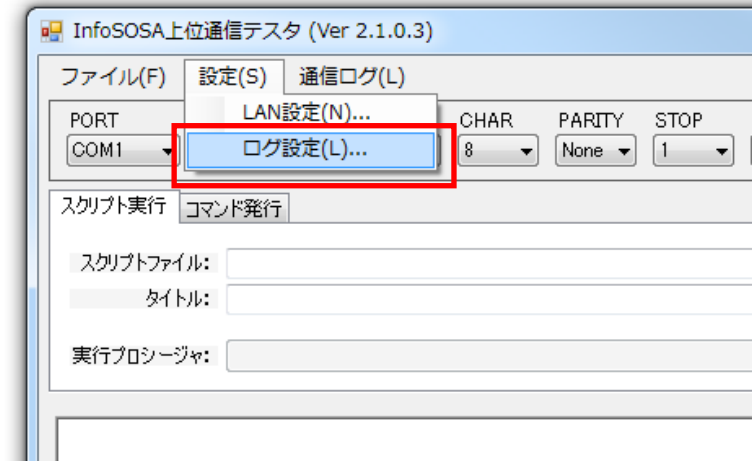 InfoSOSA上位通信テスタ (Ver 2.1.0.3)
ファイル(F) 設定(S) 通信ログ(L)
LAN設定(N)...
PORT CHAR PARITY STOP
ログ設定(L)...
COM1 8 None 1
スクリプト実行 コマンド発行
スクリプトファイル:
タイトル:
実行プロシージャ: